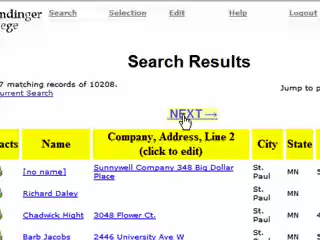 ndinger
ege
Search Selection Edit Help Logout
Search Results
7 matching records of 10208.
urrent Search
Jump to p
NEXT →
acts Name Company, Address, Line 2 (click to edit) City State
[no name] Sunnywell Company 348 Big Dollar Place St. Paul MN
Richard Daley St. Paul MN
Chadwick Hight 3048 Flower Ct. St. Paul MN
Barb Jacobs 2446 University Ave W St. MN